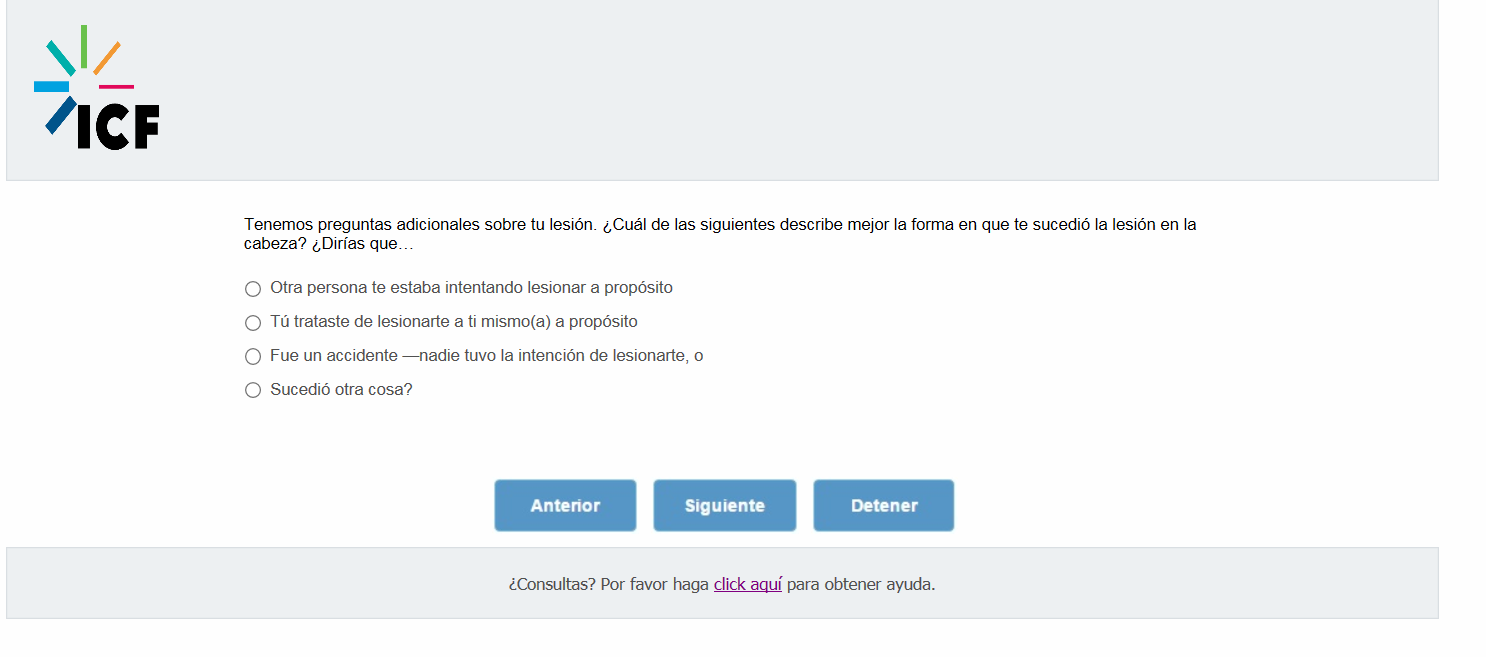 ICF
Tenemos preguntas adicionales sobre tu lesión. ¿Cuál de las siguientes describe mejor la forma en que te sucedió la lesión en la
cabeza? ¿Dirías que…
Otra persona te estaba intentando lesionar a propósito
Tú trataste de lesionarte a ti mismo(a) a propósito
Fue un accidente —nadie tuvo la intención de lesionarte, o
Sucedió otra cosa?
Anterior Siguiente Detener
¿Consultas? Por favor haga click aquí para obtener ayuda.